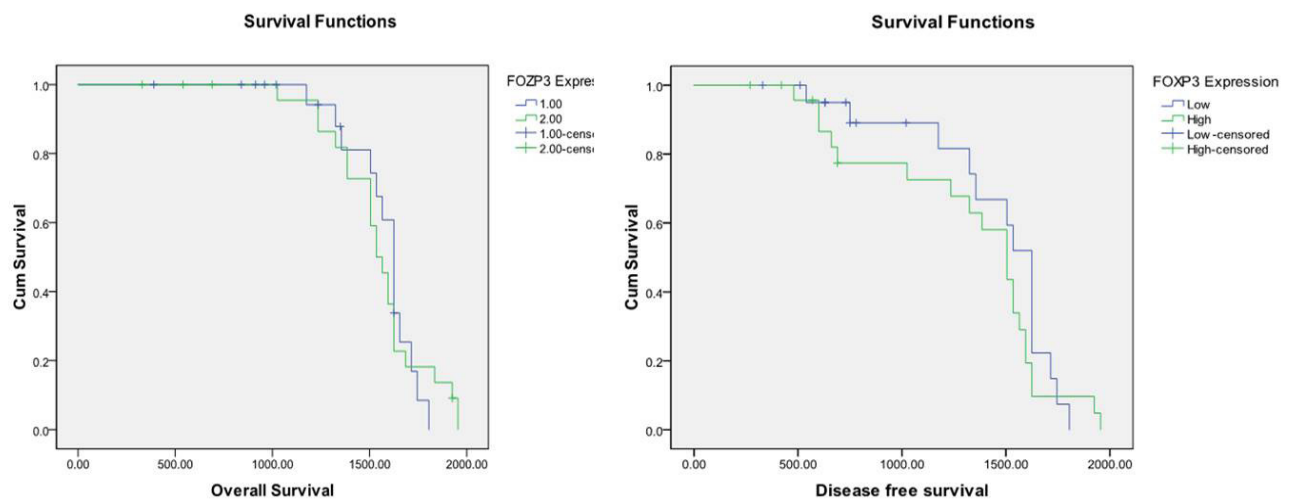 Survival Functions
FOZP3 Expres
1.00
2.00
1.00-censo
2.00-censo
Cum Survival
1.0
0.8
0.6
0.4
0.2
0.0
0.00 500.00 1000.00 1500.00 2000.00
Overall Survival
Survival Functions
FOXP3 Expression
Low
High
Low-censored
High-censored
Cum Survival
1.0
0.8
0.6
0.4
0.2
0.0
0.00 500.00 1000.00 1500.00 2000.00
Disease free survival